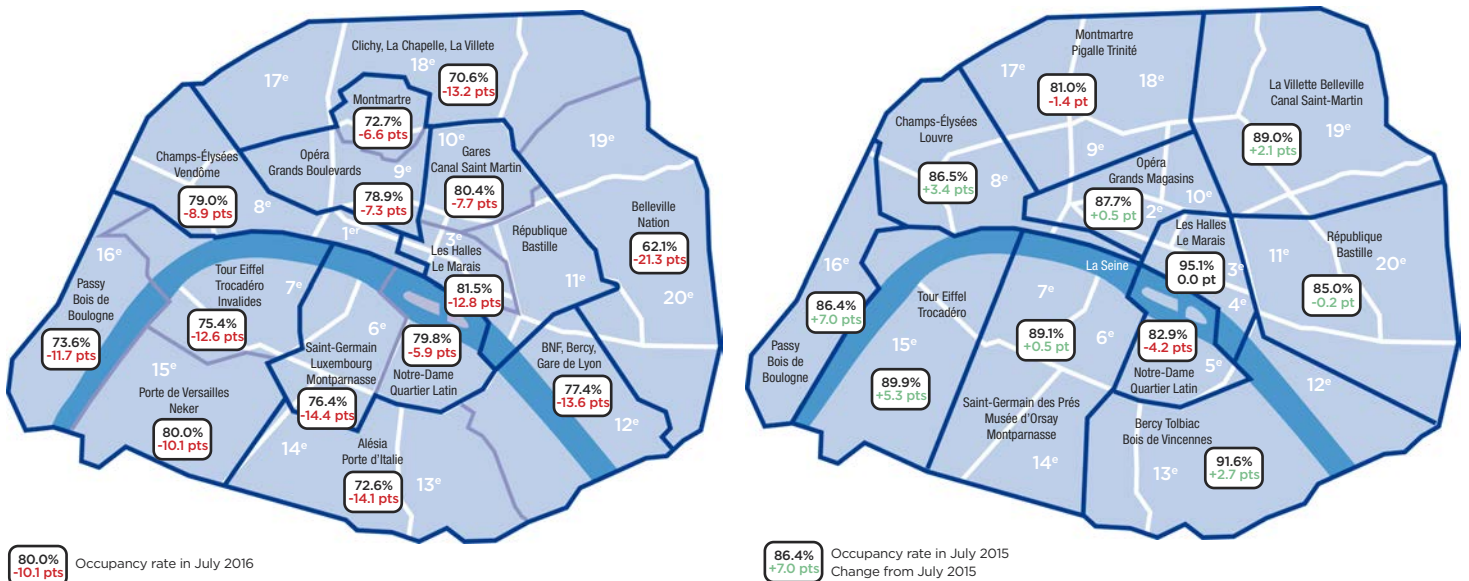 Clichy, La Chapelle, La Villete
17e
18e
70.6%
-13.2 pts
Montmartre
72.7%
-6.6 pts
10e
19e
Champs-Élysées
Vendôme
79.0%
-8.9 pts
8e
Opéra
Grands Boulevards
9e
78.9%
-7.3 pts
Gares
Canal Saint Martin
80.4%
-7.7 pts
Belleville
Nation
62.1%
-21.3 pts
République
Bastille
11e
20e
1er
3e
Les Halles
Le Marais
81.5%
-12.8 pts
16e
Passy
Bois de
Boulogne
73.6%
-11.7 pts
Tour Eiffel
Trocadéro
Invalides
7e
75.4%
-12.6 pts
6e
Saint-Germain
Luxembourg
Montparnasse
76.4%
-14.4 pts
79.8%
-5.9 pts
Notre-Dame
Quartier Latin
BNF, Bercy,
Gare de Lyon
77.4%
-13.6 pts
12e
15e
Porte de Versailles
Neker
80.0%
-10.1 pts
14e
Alésia
Porte d'Italie
72.6%
-14.1 pts
13e
80.0%
-10.1 pts
Occupancy rate in July 2016
Montmartre
Pigalle Trinité
17e
18e
81.0%
-1.4 pt
La Villette Belleville
Canal Saint-Martin
89.0%
+2.1 pts
19e
Champs-Élysées
Louvre
86.5%
+3.4 pts
8e
9e
Opéra
Grands Magasins
87.7%
+0.5 pt
2e
10e
Les Halles
Le Marais
95.1%
0.0 pt
3e
4e
11e
République
Bastille
20e
85.0%
-0.2 pt
La Seine
16e
86.4%
+7.0 pts
Passy
Bois de
Boulogne
Tour Eiffel
Trocadéro
15e
89.9%
+5.3 pts
7e
89.1%
+0.5 pt
6e
Saint-Germain des Prés
Musée d'Orsay
Montparnasse
14e
82.9%
-4.2 pts
Notre-Dame
Quartier Latin
5e
12e
Bercy Tolbiac
Bois de Vincennes
13e
91.6%
+2.7 pts
86.4%
+7.0 pts
Occupancy rate in July 2015
Change from July 2015